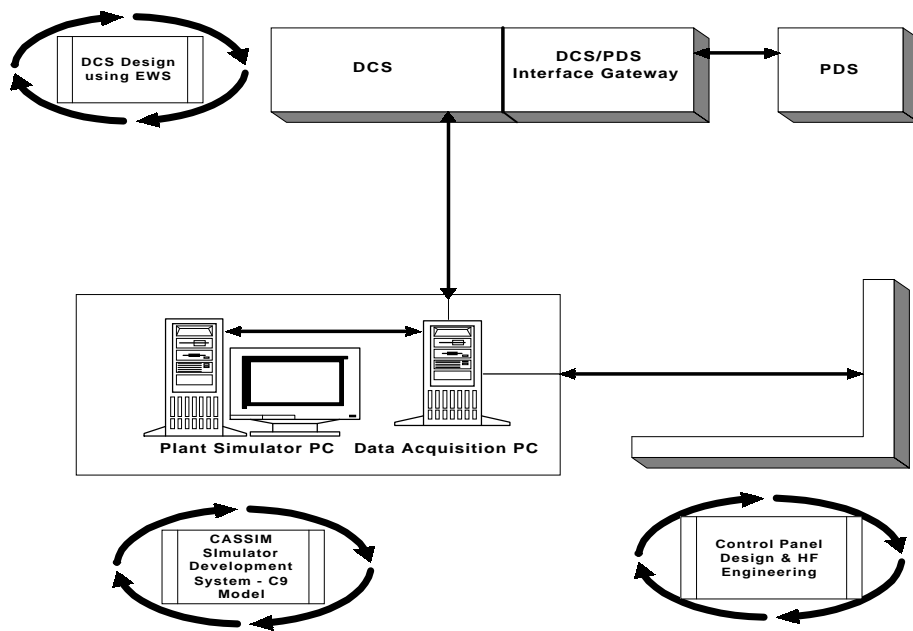 DCS Design
using EWS
DCS
DCS/PDS
Interface Gateway
PDS
Plant Simulator PC
Data Acquisition PC
CASSIM
SImulator
Development
System - C9
Model
Control Panel
Design & HF
Engineering